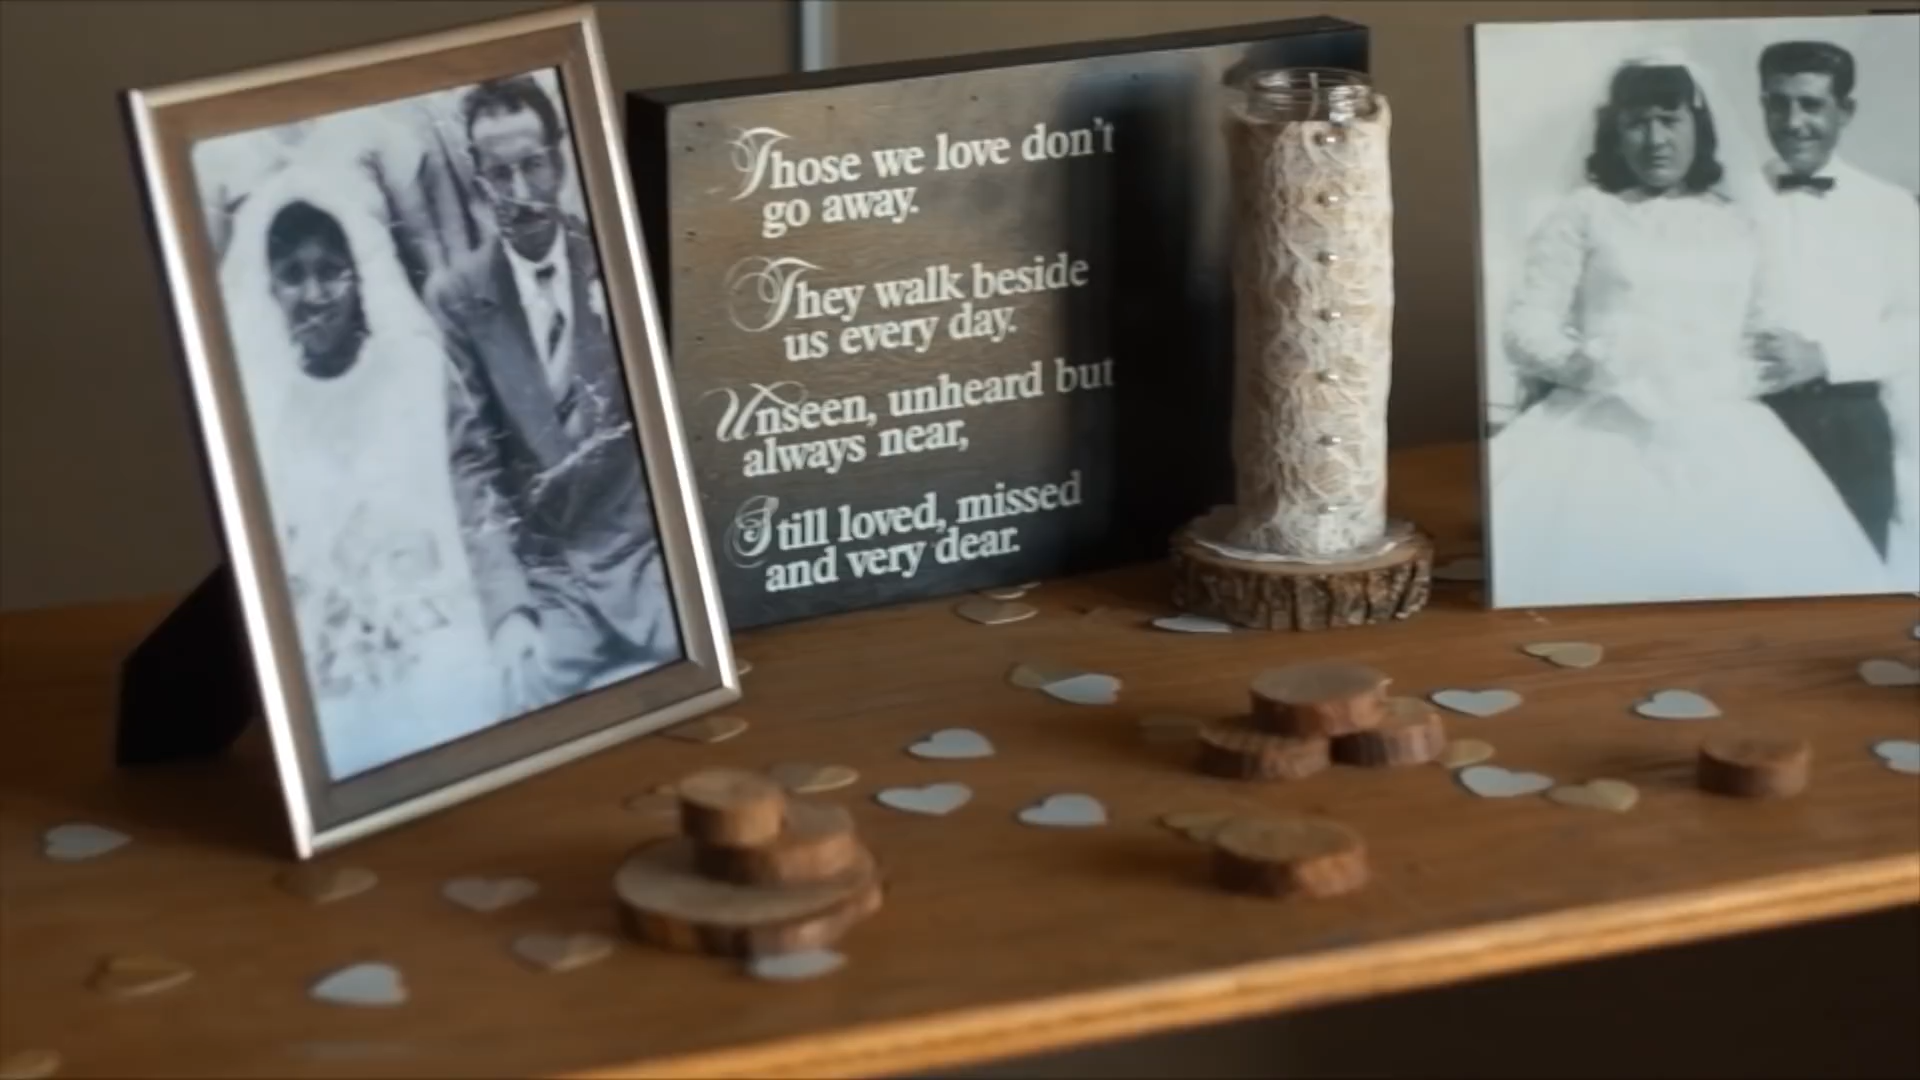 Those we love don't
go away.
They walk beside
us every day.
Unseen, unheard but
always near,
Still loved, missed
and very dear.